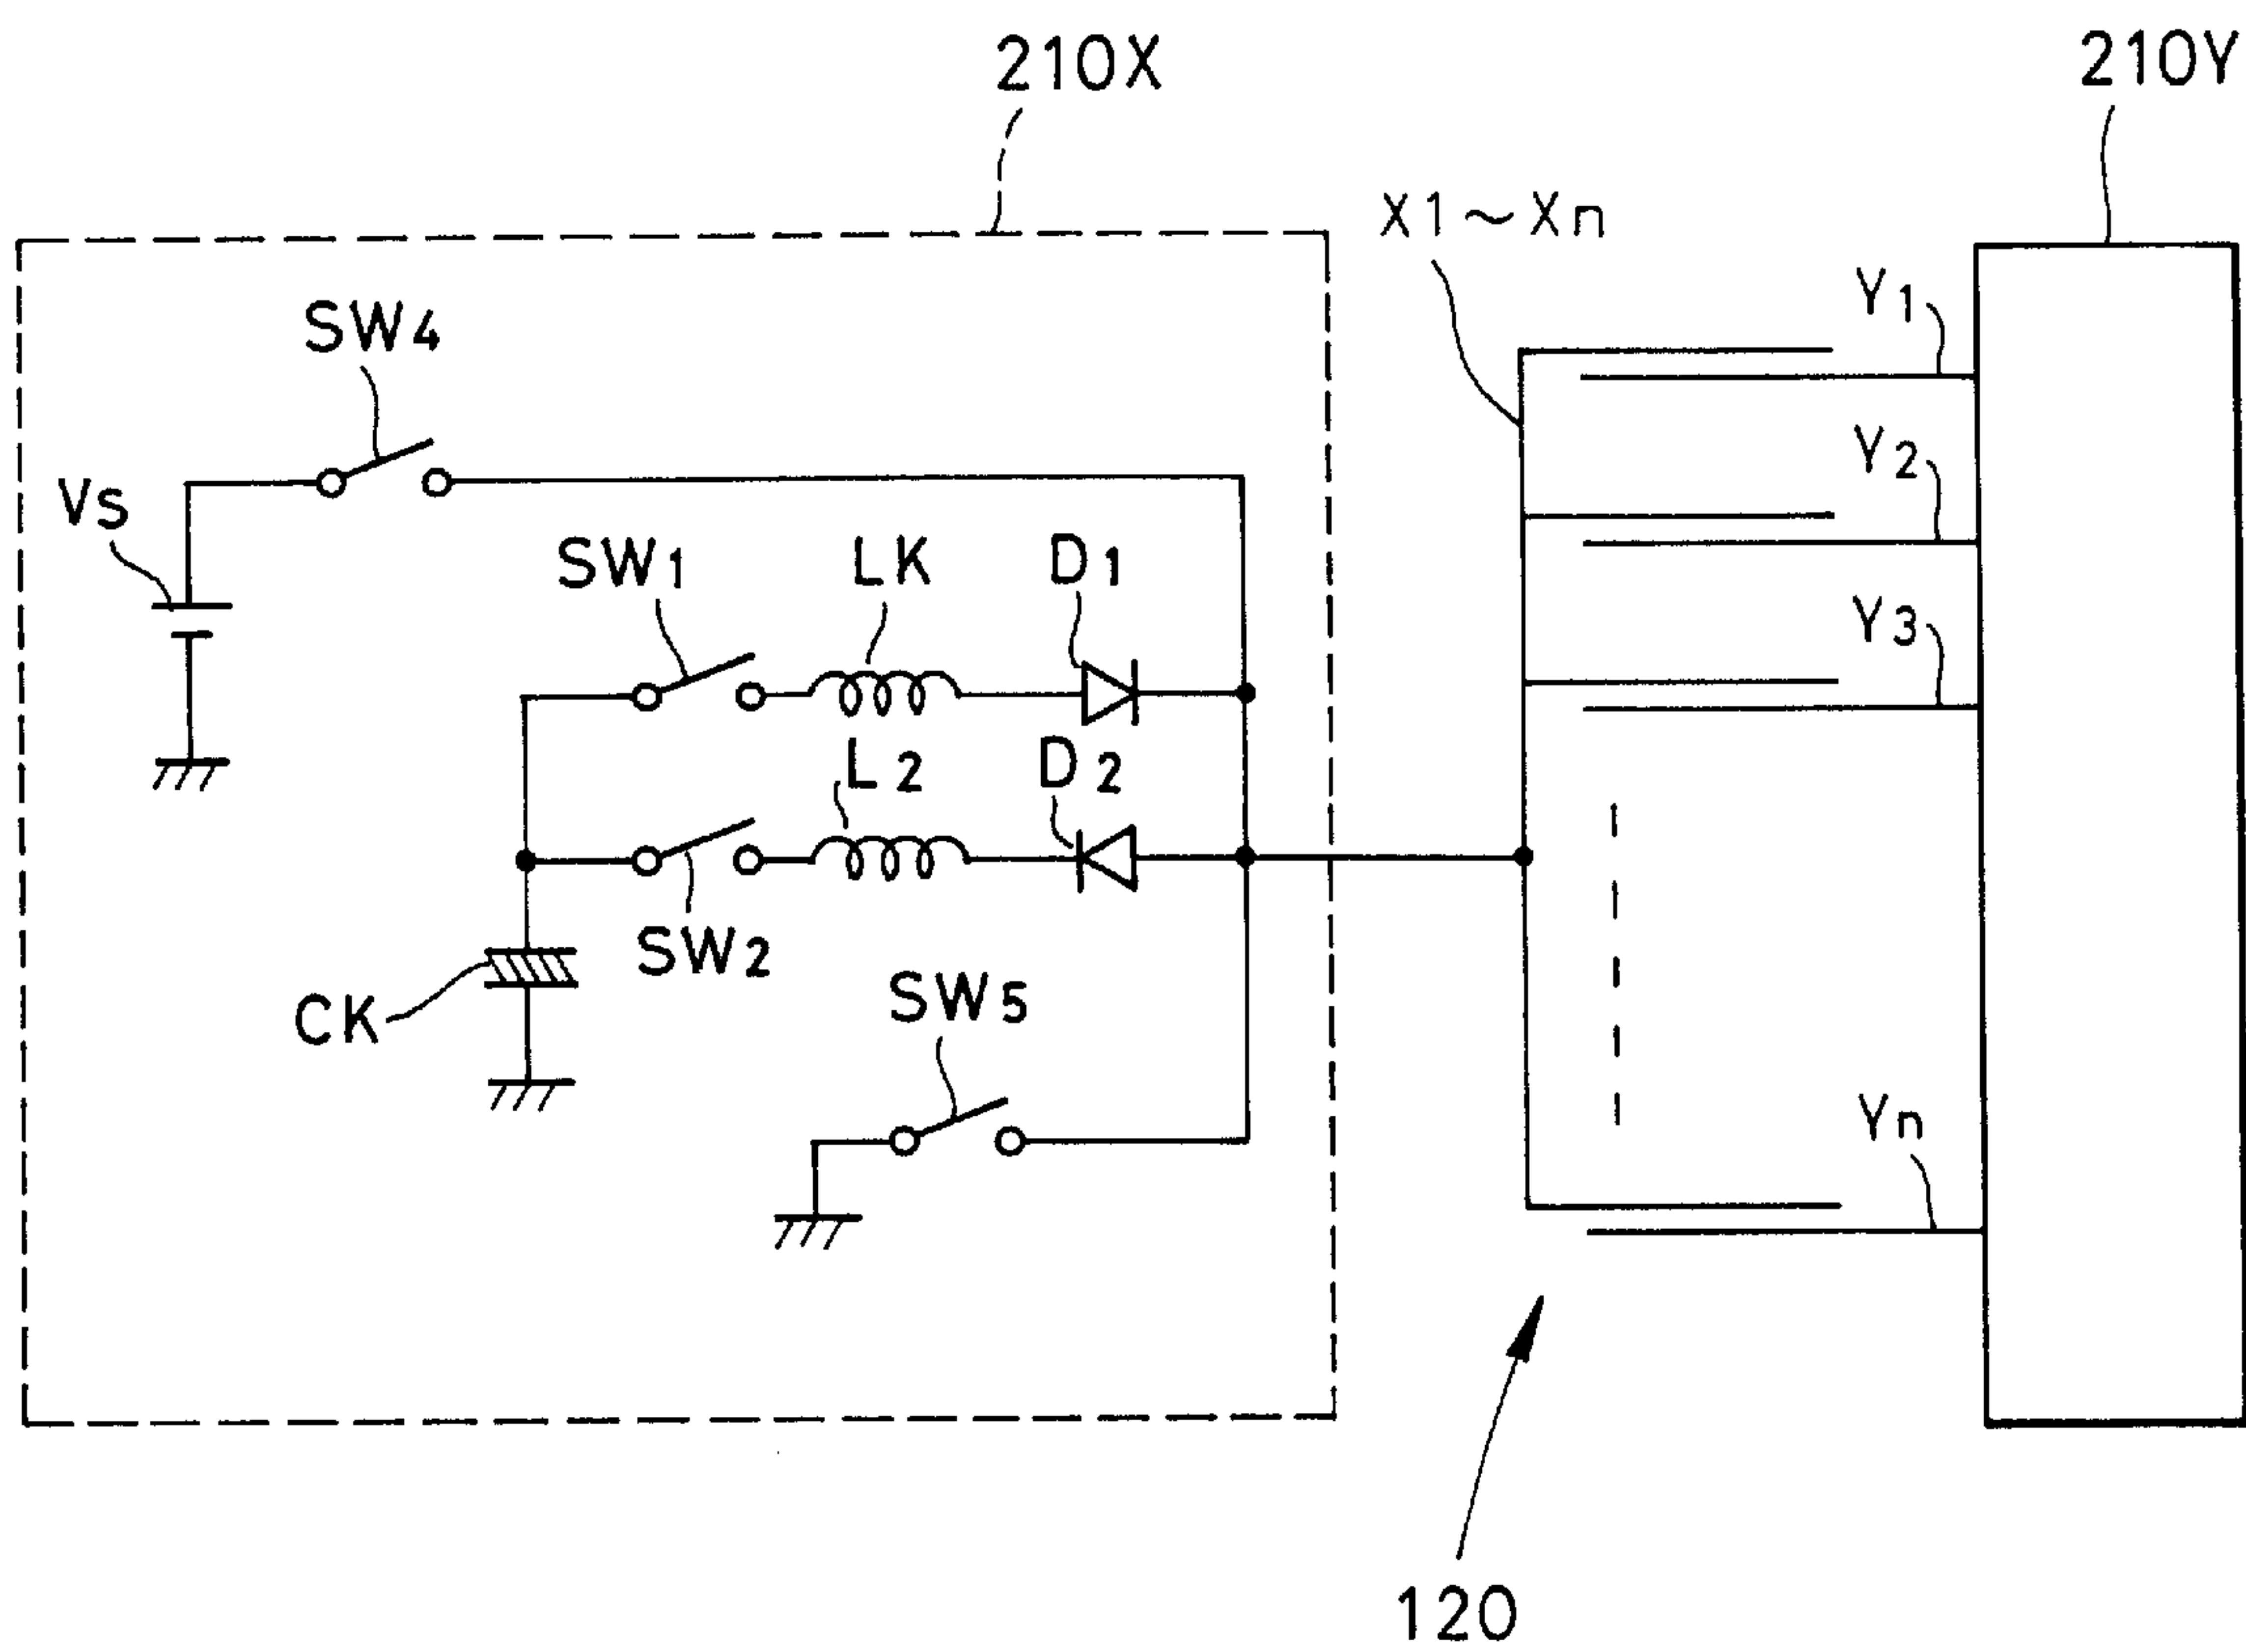 210X
210Y
X1~Xn
Y1
SW4
Y2
VS
SW1
LK
D1
Y3
L2
D2
SW2
SW5
CK
Yn
120